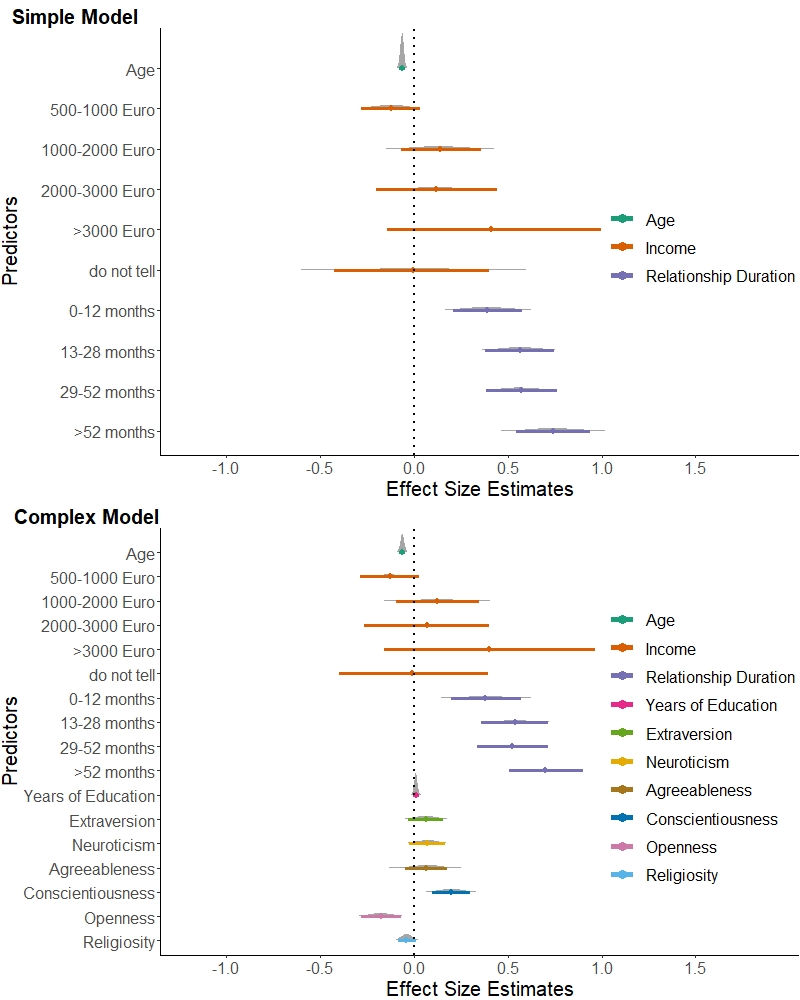 Simple Model
Predictors
Age
500-1000 Euro
1000-2000 Euro
2000-3000 Euro
>3000 Euro
do not tell
0-12 months
13-28 months
29-52 months
>52 months
-1.0 -0.5 0.0 0.5 1.0 1.5
Effect Size Estimates
Age
Income
Relationship Duration
Complex Model
Predictors
Age
500-1000 Euro
1000-2000 Euro
2000-3000 Euro
>3000 Euro
do not tell
0-12 months
13-28 months
29-52 months
>52 months
Years of Education
Extraversion
Neuroticism
Agreeableness
Conscientiousness
Openness
Religiosity
-1.0 -0.5 0.0 0.5 1.0 1.5
Effect Size Estimates
Age
Income
Relationship Duration
Years of Education
Extraversion
Neuroticism
Agreeableness
Conscientiousness
Openness
Religiosity